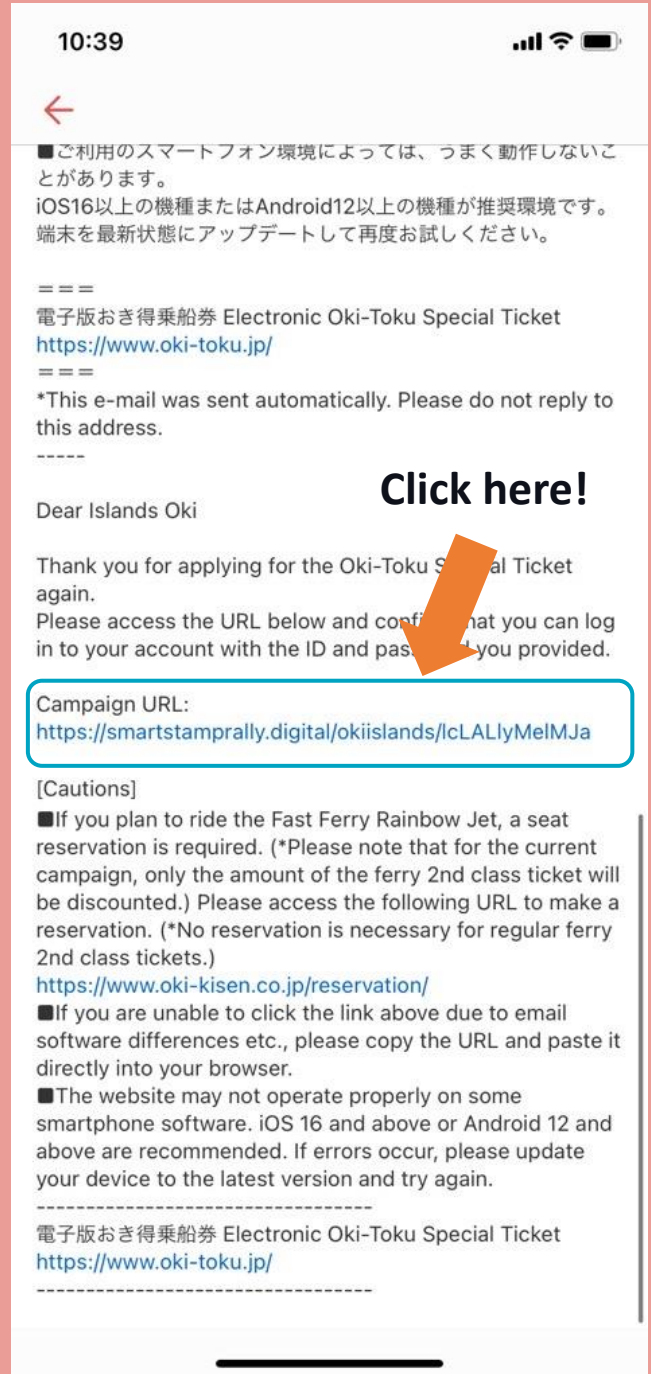 10:39
■ご利用のスマートフォン環境によっては、うまく動作しないこ
とがあります。
iOS16以上の機種またはAndroid12以上の機種が推奨環境です。
端末を最新状態にアップデートして再度お試しください。
===
電子版おき得乗船券 Electronic Oki-Toku Special Ticket
https://www.oki-toku.jp/
===
*This e-mail was sent automatically. Please do not reply to
this address.
-----
Click here!
Dear Islands Oki
Thank you for applying for the Oki-Toku S al Ticket
again.
Please access the URL below and conf hat you can log
in to your account with the ID and pas you provided.
Campaign URL:
https://smartstamprally.digital/okiislands/lcLALlyMelMJa
[Cautions]
■If you plan to ride the Fast Ferry Rainbow Jet, a seat
reservation is required. (*Please note that for the current
campaign, only the amount of the ferry 2nd class ticket will
be discounted.) Please access the following URL to make a
reservation. (*No reservation is necessary for regular ferry
2nd class tickets.)
https://www.oki-kisen.co.jp/reservation/
■If you are unable to click the link above due to email
software differences etc., please copy the URL and paste it
directly into your browser.
■The website may not operate properly on some
smartphone software. iOS 16 and above or Android 12 and
above are recommended. If errors occur, please update
your device to the latest version and try again.
----------------------------------
電子版おき得乗船券 Electronic Oki-Toku Special Ticket
https://www.oki-toku.jp/
----------------------------------